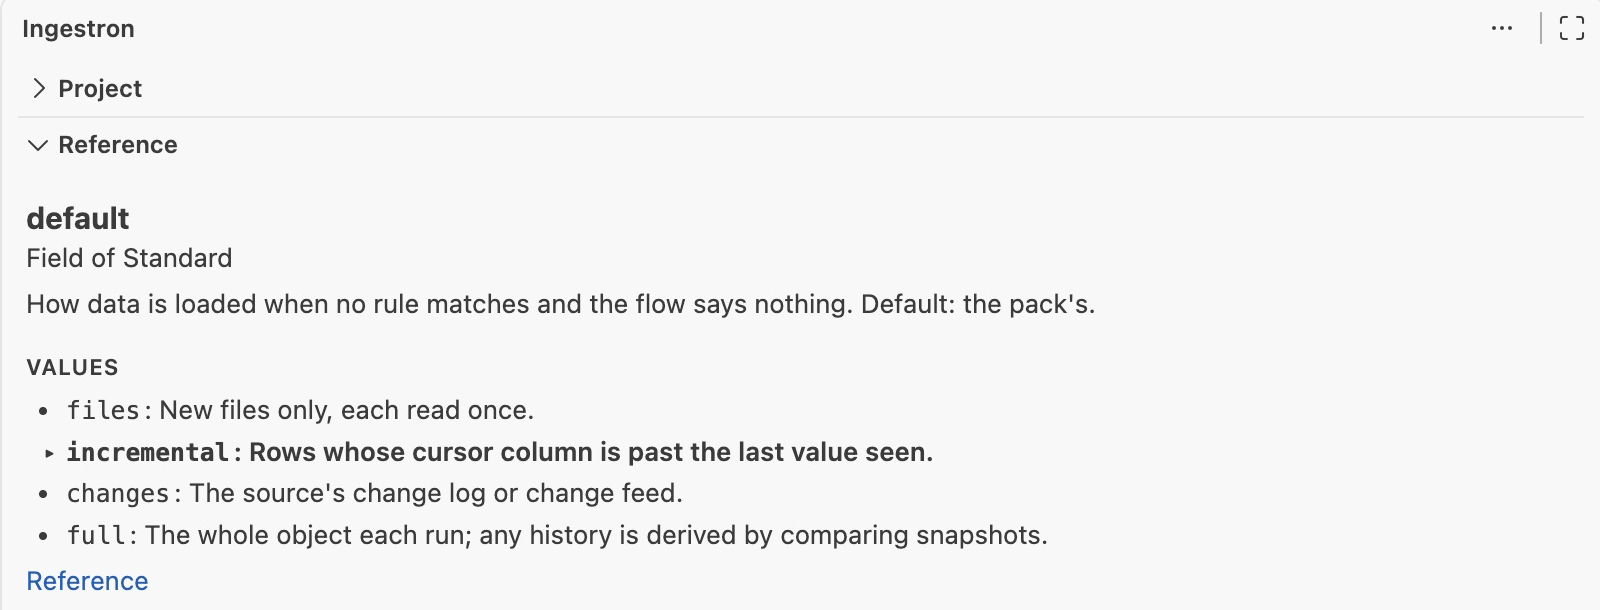 Ingestron
Project
Reference
default
Field of Standard
How data is loaded when no rule matches and the flow says nothing. Default: the pack's.
VALUES
• files: New files only, each read once.
▸ incremental: Rows whose cursor column is past the last value seen.
• changes: The source's change log or change feed.
• full: The whole object each run; any history is derived by comparing snapshots.
Reference